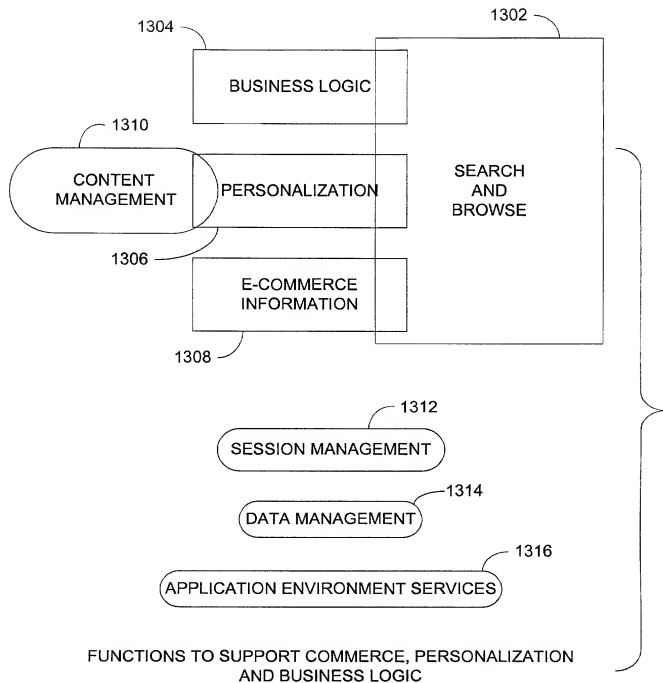 1304
1302
BUSINESS LOGIC
1310
CONTENT
MANAGEMENT
PERSONALIZATION
SEARCH
AND
BROWSE
1306
E-COMMERCE
INFORMATION
1308
1312
SESSION MANAGEMENT
1314
DATA MANAGEMENT
1316
APPLICATION ENVIRONMENT SERVICES
FUNCTIONS TO SUPPORT COMMERCE, PERSONALIZATION
AND BUSINESS LOGIC